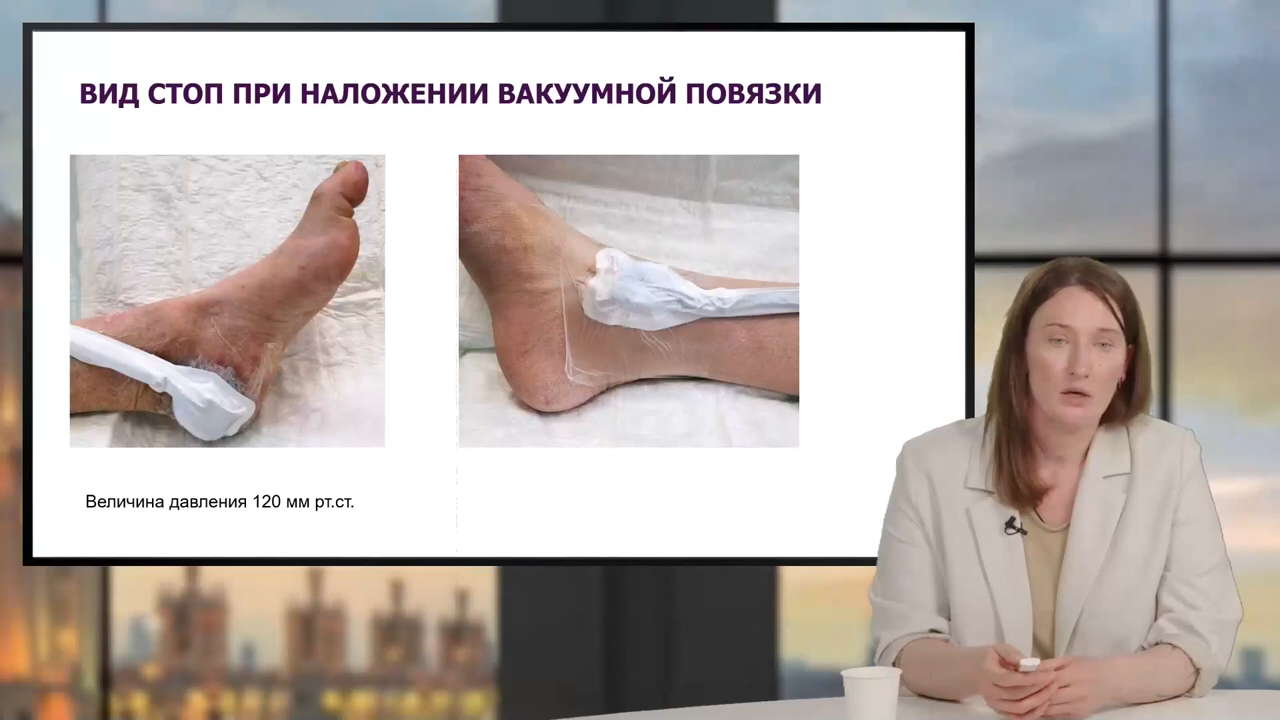 ВИД СТОП ПРИ НАЛОЖЕНИИ ВАКУУМНОЙ ПОВЯЗКИ
Величина давления 120 мм рт.ст.